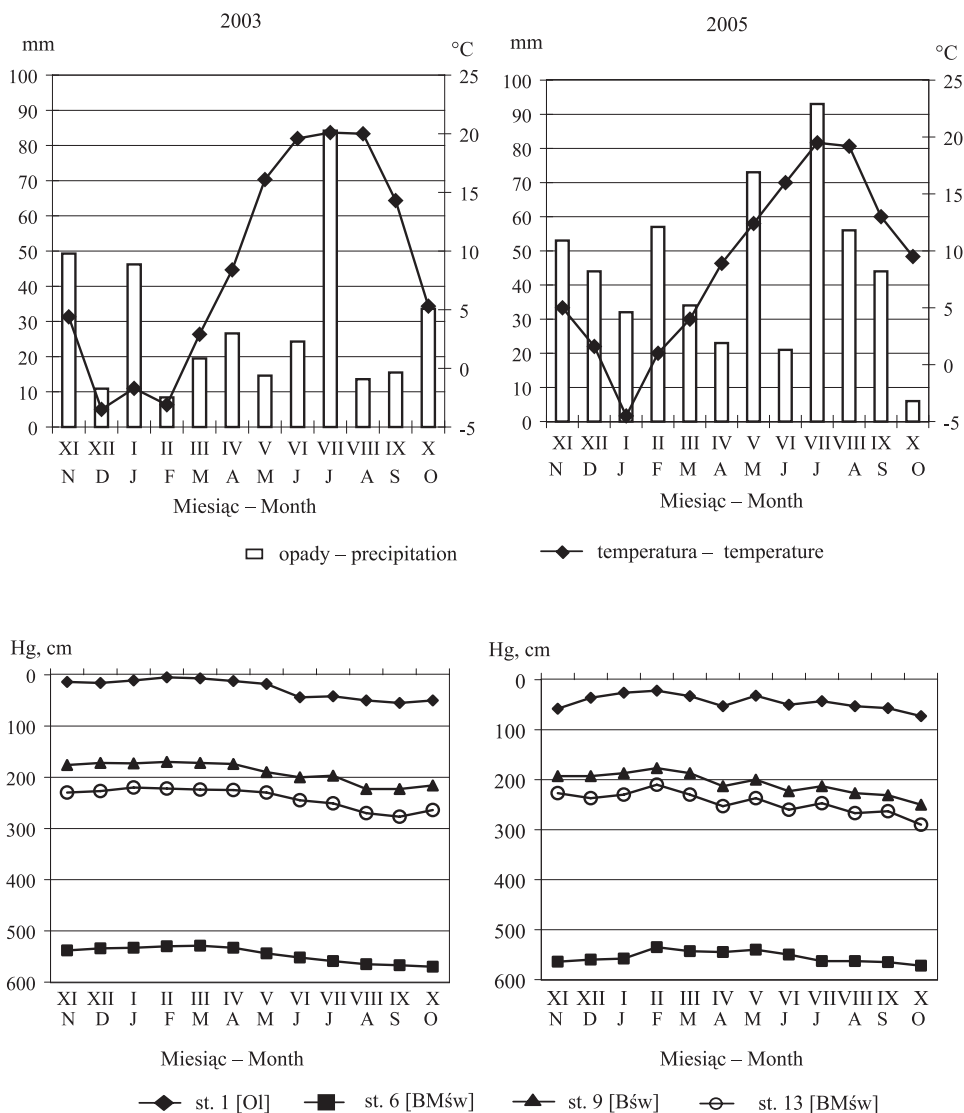 2003
mm
°C
100
90
80
70
60
50
40
30
20
10
0
25
20
15
10
5
0
-5
XI XII I II III IV V VI VII VIII IX X
N D J F M A M J J A S O
Miesiąc – Month
2005
mm
°C
100
90
80
70
60
50
40
30
20
10
0
25
20
15
10
5
0
-5
XI XII I II III IV V VI VII VIII IX X
N D J F M A M J J A S O
Miesiąc – Month
opady – precipitation temperatura – temperature
Hg, cm
0
100
200
300
400
500
600
XI XII I II III IV V VI VII VIII IX X
N D J F M A M J J A S O
Miesiąc – Month
Hg, cm
0
100
200
300
400
500
600
XI XII I II III IV V VI VII VIII IX X
N D J F M A M J J A S O
Miesiąc – Month
st. 1 [Ol] st. 6 [BMśw] st. 9 [Bśw] st. 13 [BMśw]